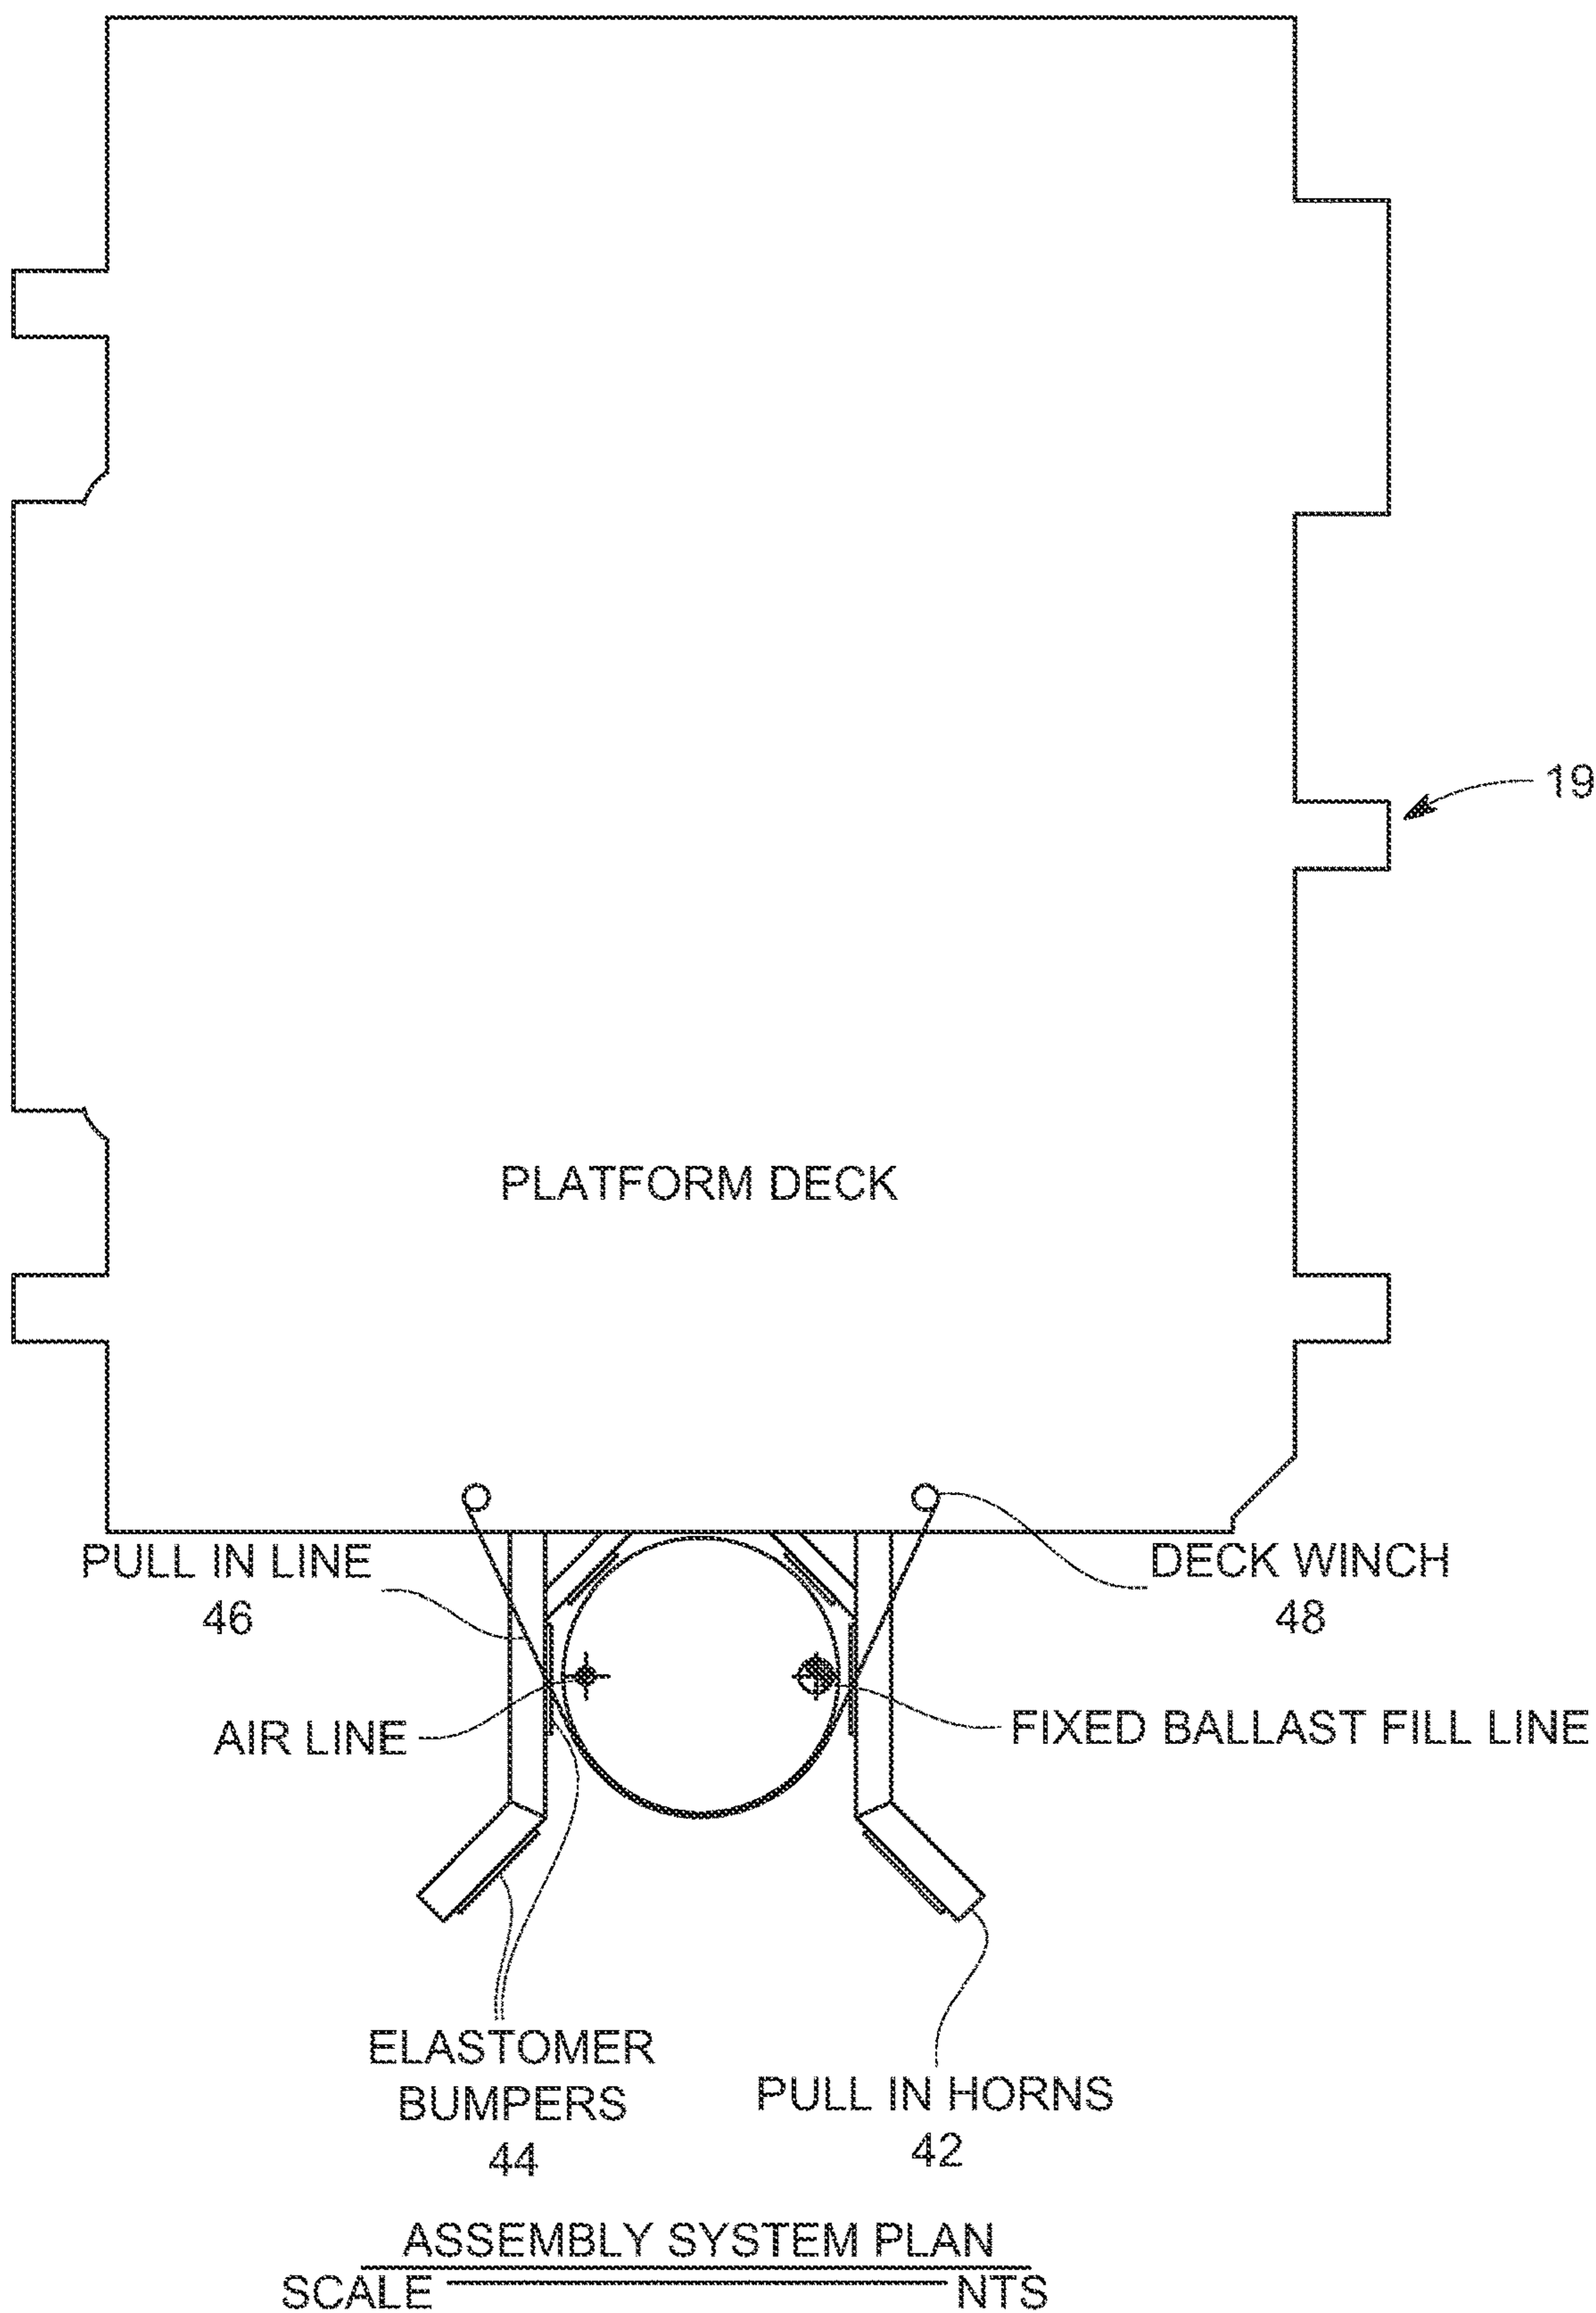 19
PLATFORM DECK
PULL IN LINE
46
DECK WINCH
48
AIR LINE
FIXED BALLAST FILL LINE
ELASTOMER
BUMPERS
44
PULL IN HORNS
42
ASSEMBLY SYSTEM PLAN
SCALE NTS